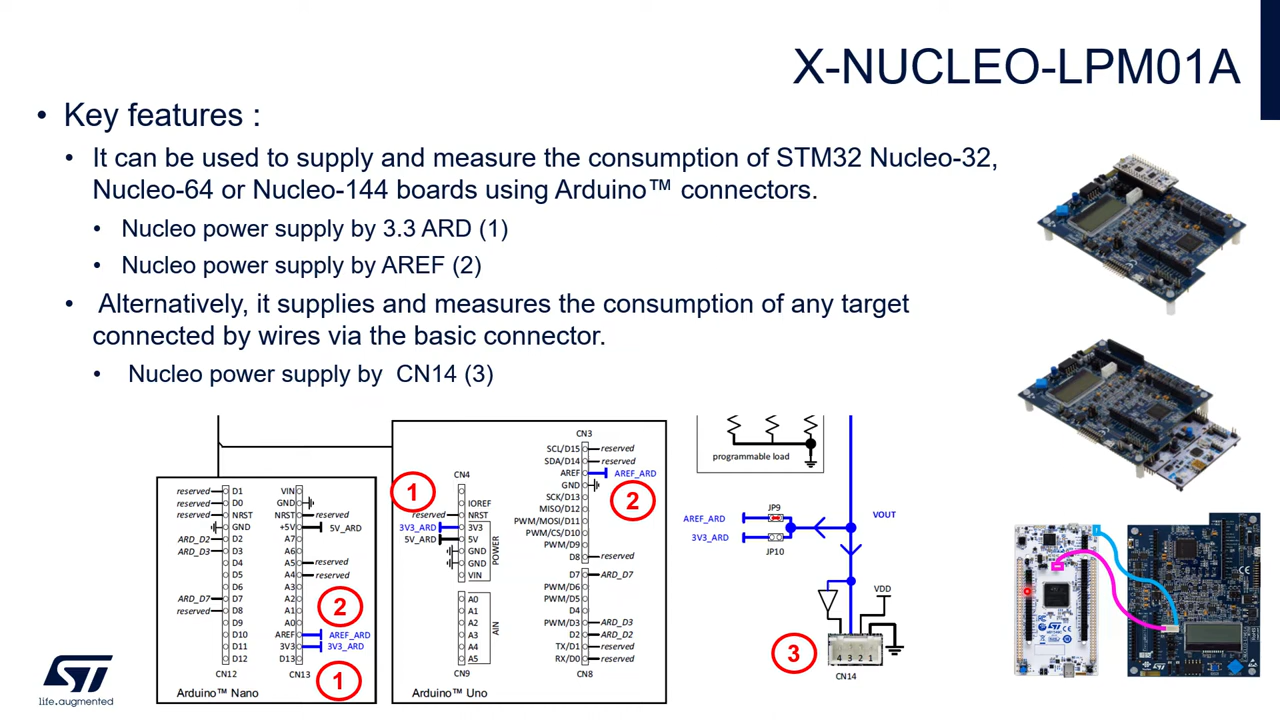 X-NUCLEO-LPM01A
• Key features :
• It can be used to supply and measure the consumption of STM32 Nucleo-32,
Nucleo-64 or Nucleo-144 boards using Arduino™ connectors.
• Nucleo power supply by 3.3 ARD (1)
• Nucleo power supply by AREF (2)
• Alternatively, it supplies and measures the consumption of any target
connected by wires via the basic connector.
• Nucleo power supply by CN14 (3)
reserved D1
reserved D0
reserved NRST
GND
ARD_D2 D2
ARD_D3 D3
D4
D5
D6
ARD_D7 D7
reserved D8
D9
D10
D11
D12
CN12
VIN
GND
NRST reserved
+5V 5V_ARD
A7
A6
A5 reserved
A4 reserved
A3
A2
A1
A0
AREF AREF_ARD
3V3 3V3_ARD
D13
CN13
2
1
Arduino™ Nano
1
CN4
IOREF
reserved NRST
3V3_ARD 3V3
5V_ARD 5V
GND
GND
VIN
POWER
A0
A1
A2
A3
A4
A5
AIN
CN9
CN3
SCL/D15 reserved
SDA/D14 reserved
AREF AREF_ARD
GND
SCK/D13
MISO/D12
PWM/MOSI/D11
PWM/CS/D10
PWM/D9
D8 reserved
2
D7 ARD_D7
PWM/D6
PWM/D5
D4
PWM/D3 ARD_D3
D2 ARD_D2
TX/D1 reserved
RX/D0 reserved
CN8
Arduino™ Uno
programmable load
JP9
AREF_ARD
3V3_ARD
JP10
VOUT
VDD
3
4 3 2 1
CN14
ST
life.augmented